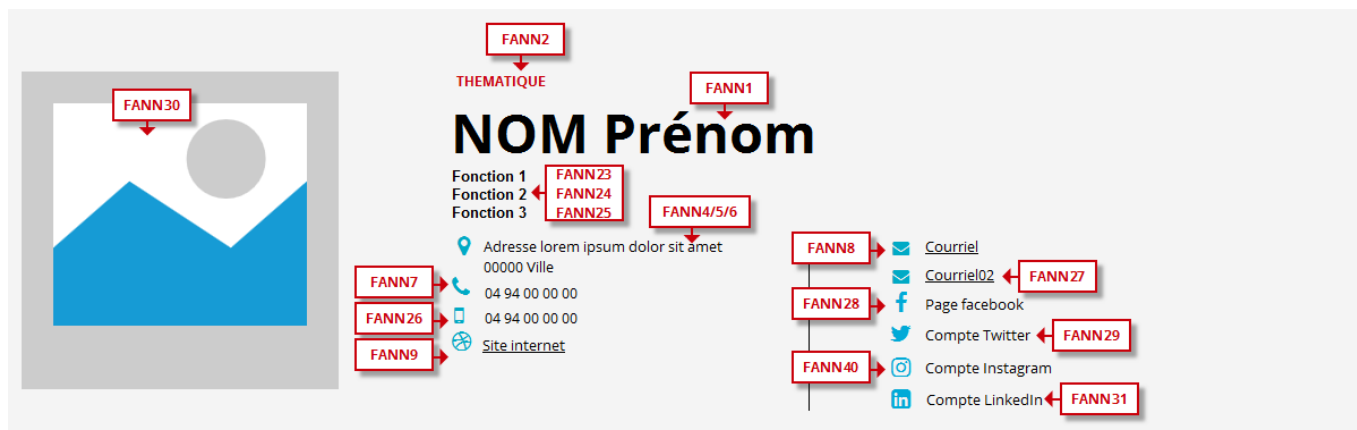 FANN2
THEMATIQUE
FANN30
FANN1
NOM Prénom
Fonction 1 FANN23
Fonction 2 FANN24
Fonction 3 FANN25
FANN4/5/6
Adresse lorem ipsum dolor sit amet
00000 Ville
FANN7
04 94 00 00 00
FANN26
04 94 00 00 00
FANN9
Site internet
FANN8
Courriel
Courriel02
FANN27
FANN28
Page facebook
Compte Twitter
FANN29
FANN40
Compte Instagram
Compte LinkedIn
FANN31